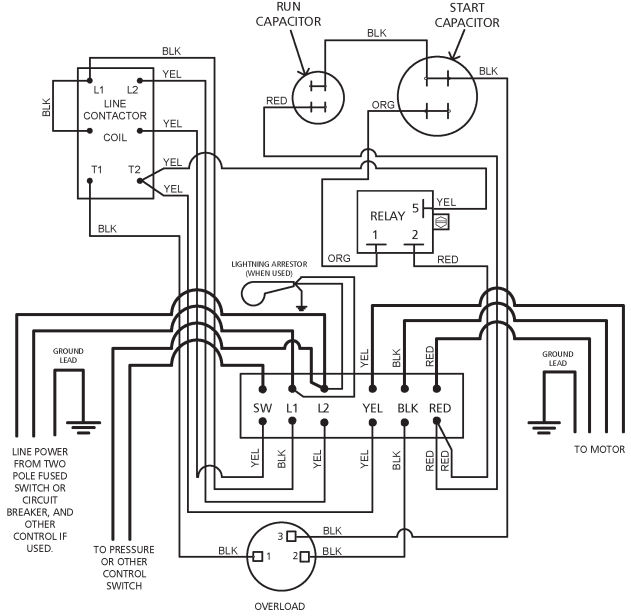 RUN
CAPACITOR
START
CAPACITOR
BLK
BLK
YEL
BLK
RED
ORG
L1
L2
LINE
CONTACTOR
BLK
YEL
COIL
YEL
T1
T2
YEL
BLK
RELAY
5
YEL
1
2
ORG
RED
LIGHTNING ARRESTOR
(WHEN USED)
GROUND
LEAD
YEL
BLK
RED
GROUND
LEAD
SW
L1
L2
YEL
BLK
RED
LINE POWER
FROM TWO
POLE FUSED
SWITCH OR
CIRCUIT
BREAKER, AND
OTHER
CONTROL IF
USED.
TO MOTOR
YEL
BLK
YEL
YEL
BLK
RED
RED
TO PRESSURE
OR OTHER
CONTROL
SWITCH
3
BLK
BLK
1
2
BLK
OVERLOAD